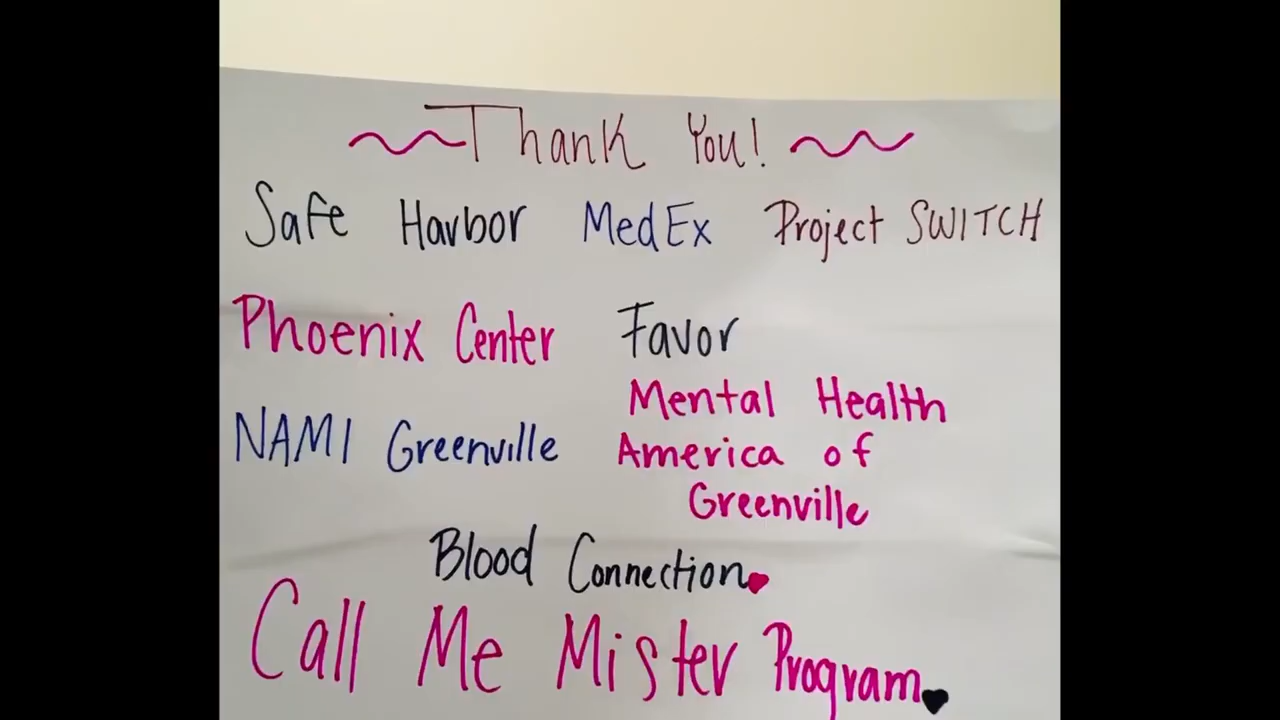 Thank You!
Safe Harbor MedEx Project SWITCH
Phoenix Center Favor
Mental Health
NAMI Greenville America of
Greenville
Blood Connection
Call Me Mister Program